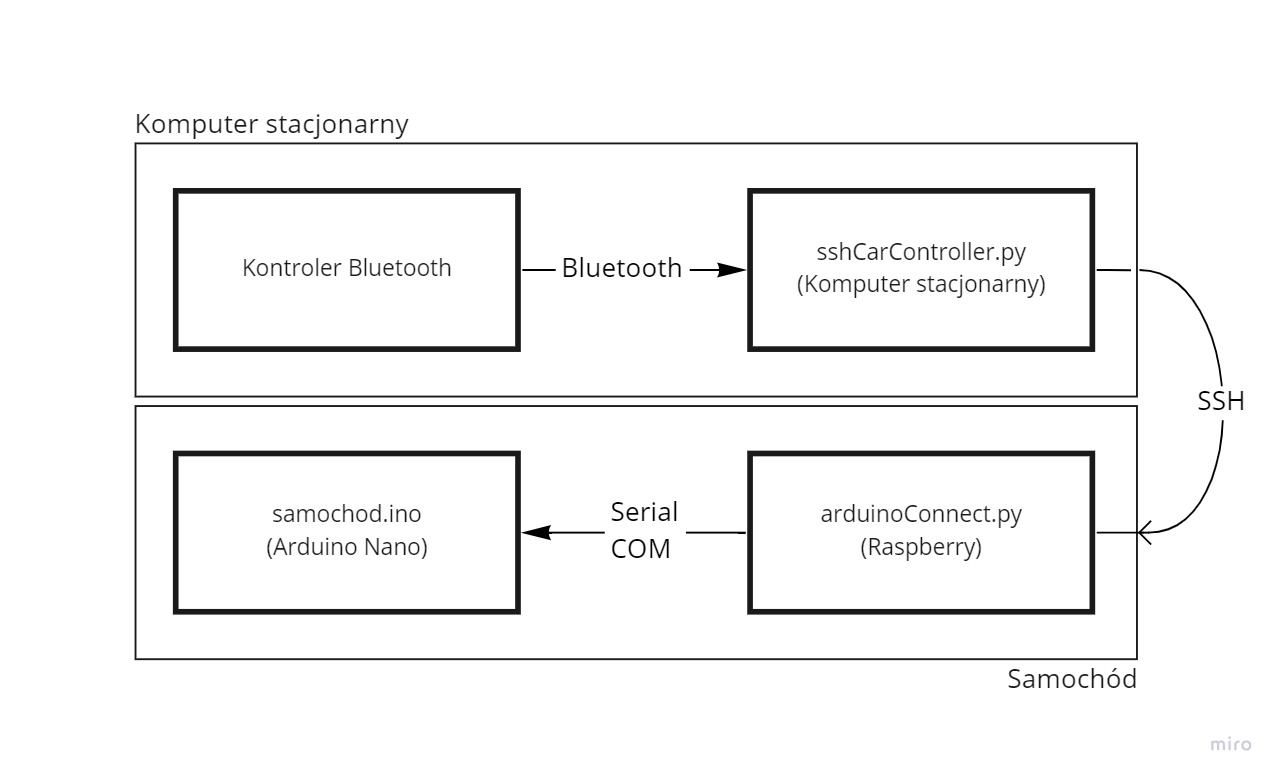 Komputer stacjonarny
Kontroler Bluetooth
Bluetooth
sshCarController.py
(Komputer stacjonarny)
SSH
samochod.ino
(Arduino Nano)
Serial
COM
arduinoConnect.py
(Raspberry)
Samochód
miro